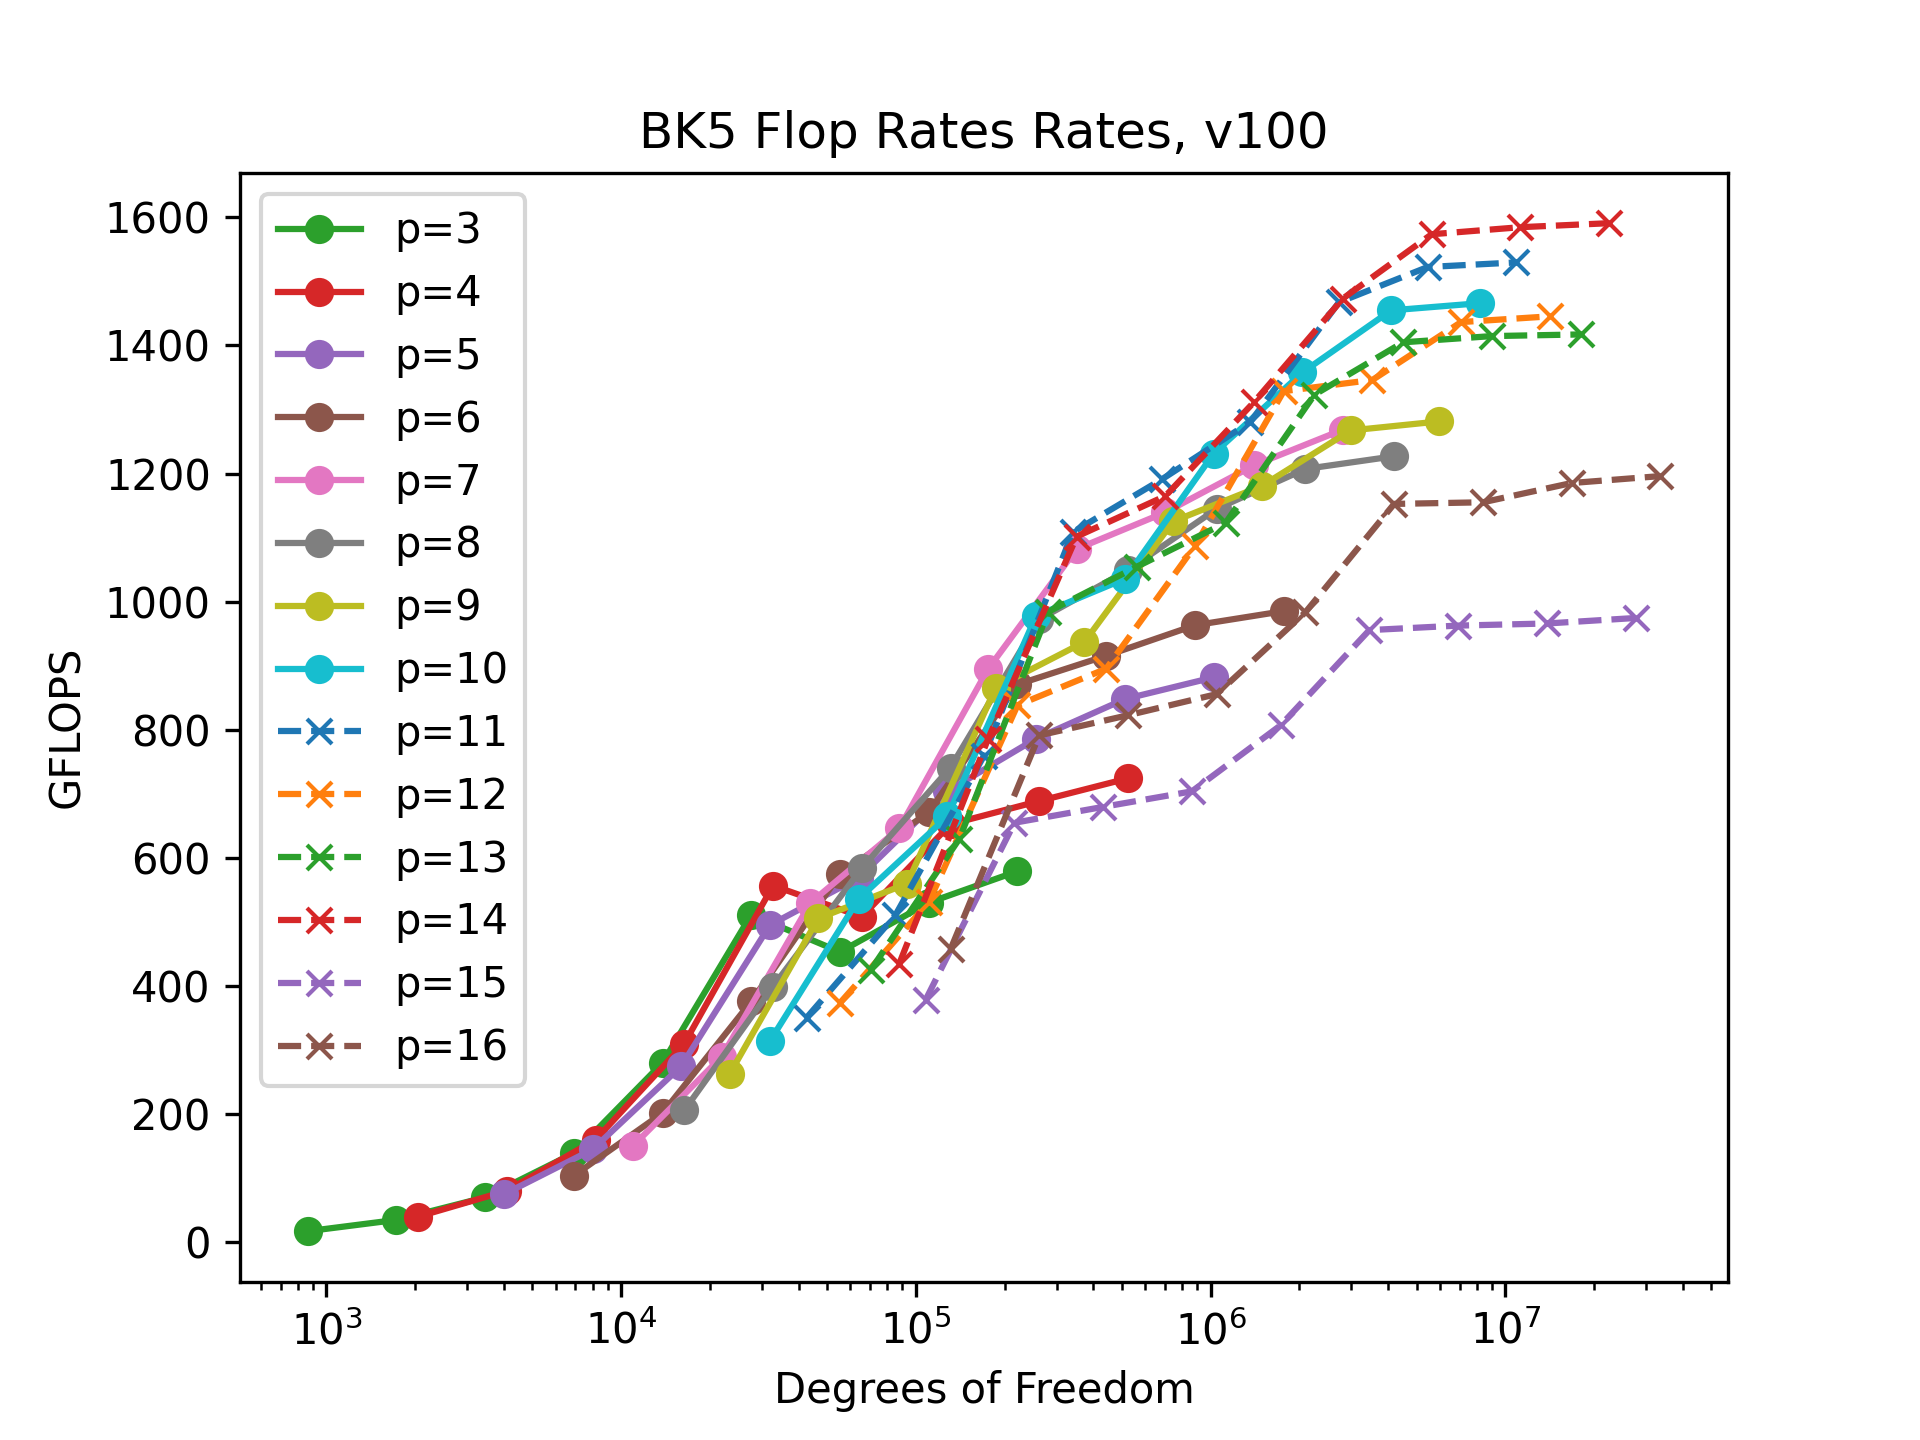 BK5 Flop Rates Rates, v100
GFLOPS
1600
1400
1200
1000
800
600
400
200
0
p=3
p=4
p=5
p=6
p=7
p=8
p=9
p=10
p=11
p=12
p=13
p=14
p=15
p=16
10³ 10⁴ 10⁵ 10⁶ 10⁷
Degrees of Freedom